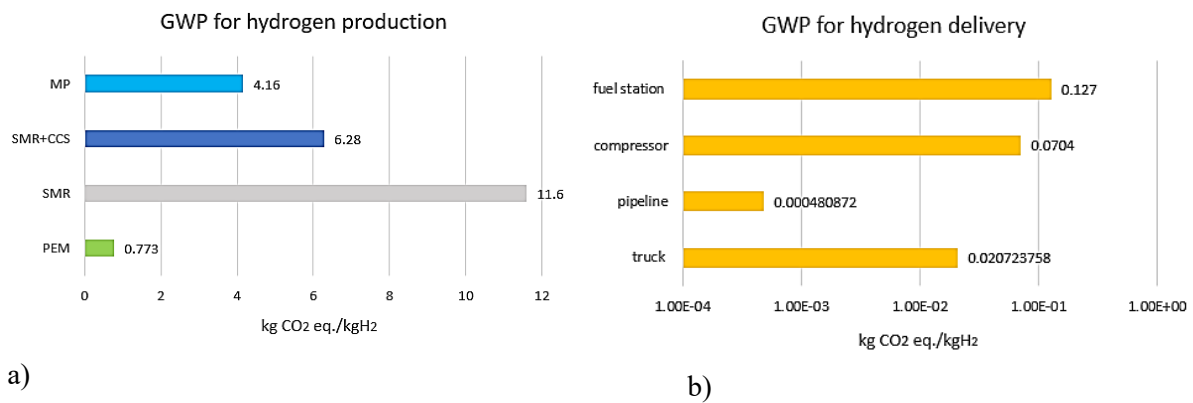 GWP for hydrogen production
MP
4.16
SMR+CCS
6.28
SMR
11.6
PEM
0.773
0 2 4 6 8 10 12
kg CO2 eq./kgH2
a)
GWP for hydrogen delivery
fuel station
0.127
compressor
0.0704
pipeline
0.000480872
truck
0.020723758
1.00E-04 1.00E-03 1.00E-02 1.00E-01 1.00E+00
kg CO2 eq./kgH2
b)